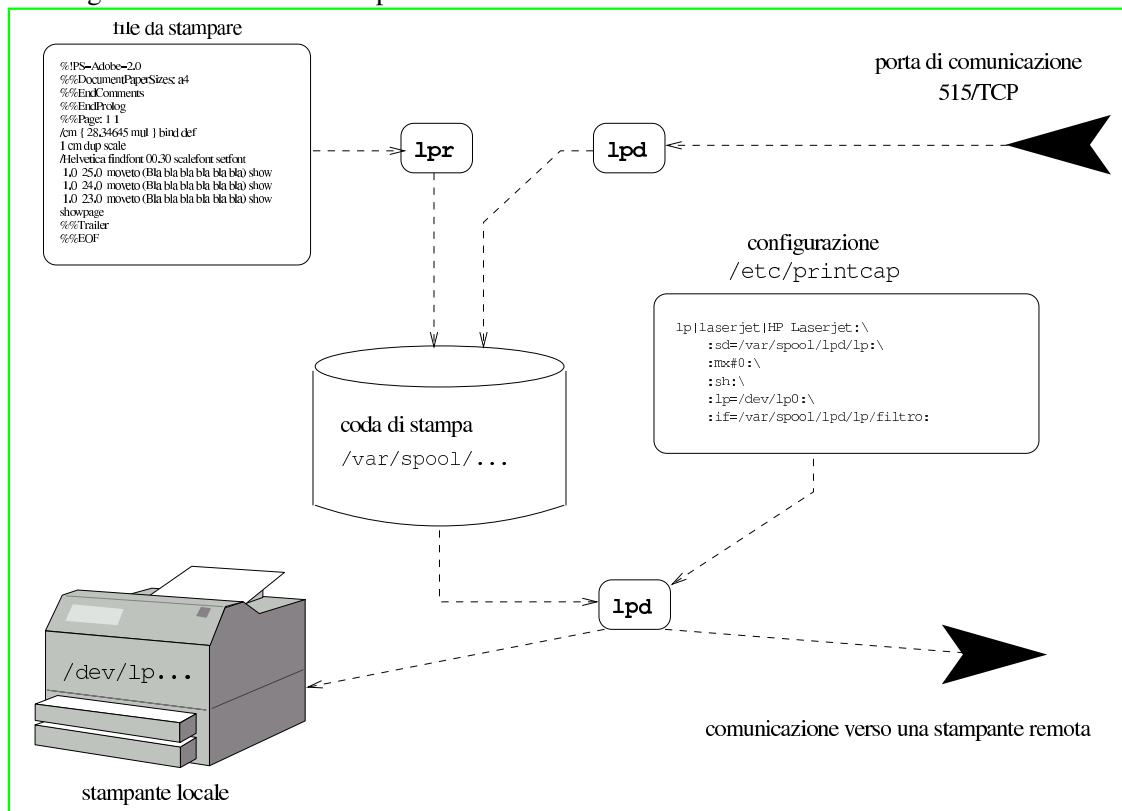 file da stampare
%!PS-Adobe-2.0
%%DocumentPaperSizes: a4
%%EndComments
%%EndProlog
%%Page: 1 1
/cm { 28.34645 mul } bind def
1 cm dup scale
/Helvetica findfont 00.30 scalefont setfont
1.0 25.0 moveto (Bla bla bla bla bla bla) show
1.0 24.0 moveto (Bla bla bla bla bla bla) show
1.0 23.0 moveto (Bla bla bla bla bla bla) show
showpage
%%Trailer
%%EOF
lpr
lpd
porta di comunicazione
515/TCP
configurazione
/etc/printcap
lp|laserjet|HP Laserjet:\
:sd=/var/spool/lpd/lp:\
:mx#0:\
:sh:\
:lp=/dev/lp0:\
:if=/var/spool/lpd/lp/filtro:
coda di stampa
/var/spool/...
lpd
/dev/lp...
stampante locale
comunicazione verso una stampante remota